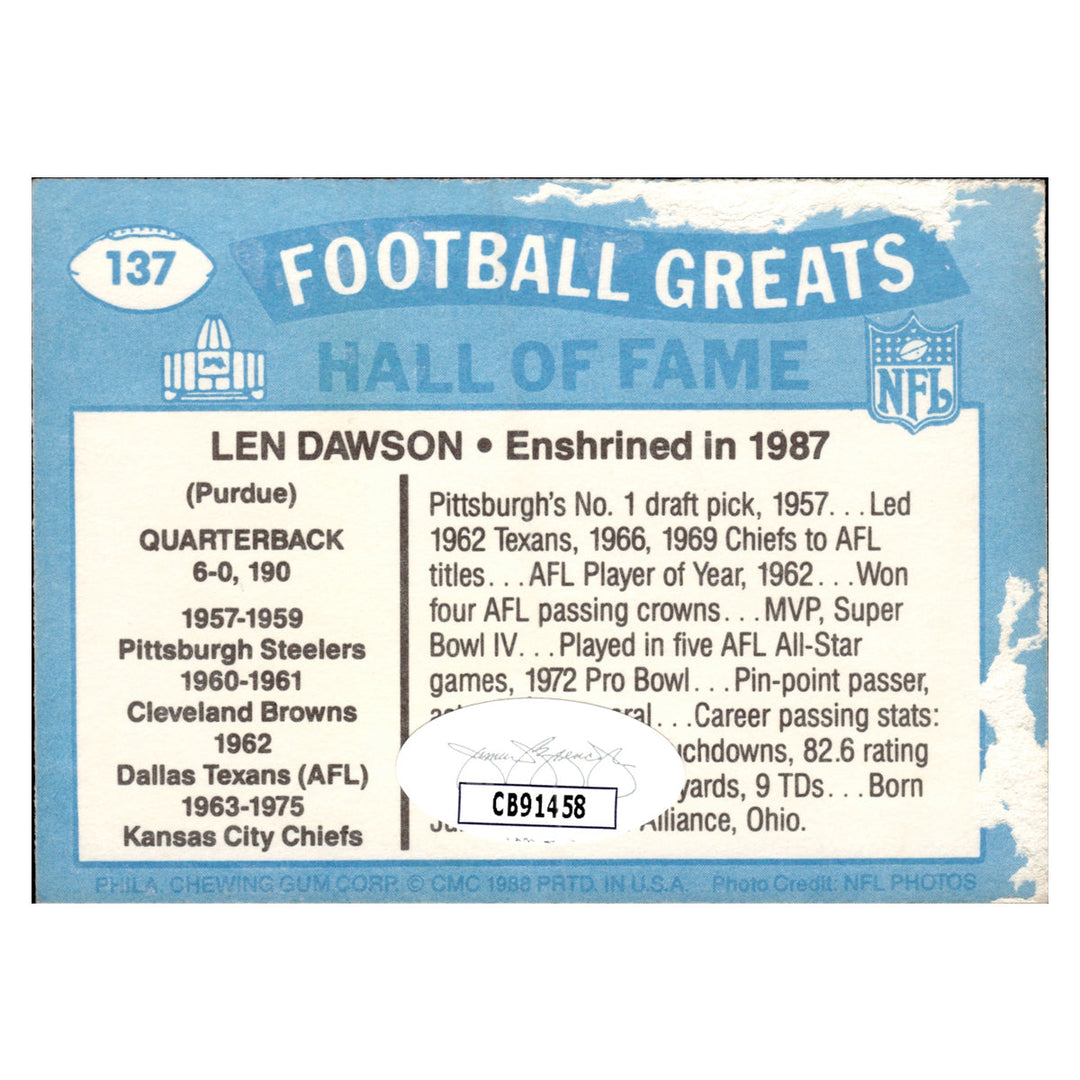 137
FOOTBALL GREATS
HALL OF FAME
NFL
LEN DAWSON • Enshrined in 1987
(Purdue)
QUARTERBACK
6-0, 190
1957-1959
Pittsburgh Steelers
1960-1961
Cleveland Browns
1962
Dallas Texans (AFL)
1963-1975
Kansas City Chiefs
Pittsburgh's No. 1 draft pick, 1957...Led
1962 Texans, 1966, 1969 Chiefs to AFL
titles...AFL Player of Year, 1962...Won
four AFL passing crowns...MVP, Super
Bowl IV...Played in five AFL All-Star
games, 1972 Pro Bowl...Pin-point passer,
...Career passing stats:
82.6 rating
yards, 9 TDs...Born
Alliance, Ohio.
CB91458
PHILA. CHEWING GUM CORP. © CMC 1988 PRTD. IN U.S.A. Photo Credit: NFL PHOTOS